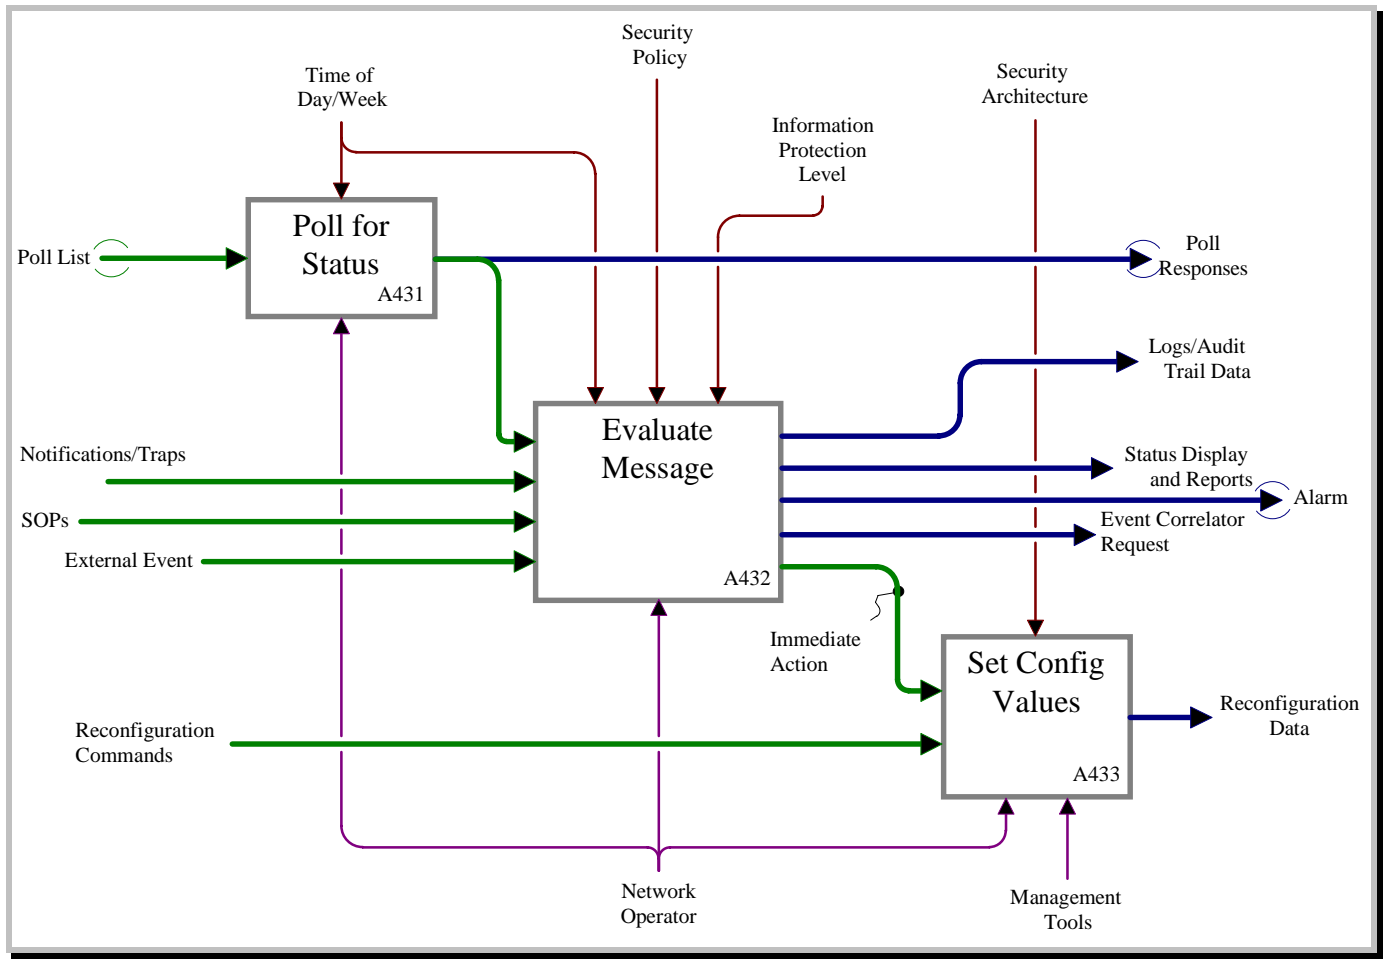 Security
Policy
Time of
Day/Week
Security
Architecture
Information
Protection
Level
Poll for
Status
A431
Poll List
Poll
Responses
Logs/Audit
Trail Data
Evaluate
Message
A432
Notifications/Traps
SOPs
External Event
Status Display
and Reports
Alarm
Event Correlator
Request
Immediate
Action
Set Config
Values
A433
Reconfiguration
Commands
Reconfiguration
Data
Network
Operator
Management
Tools